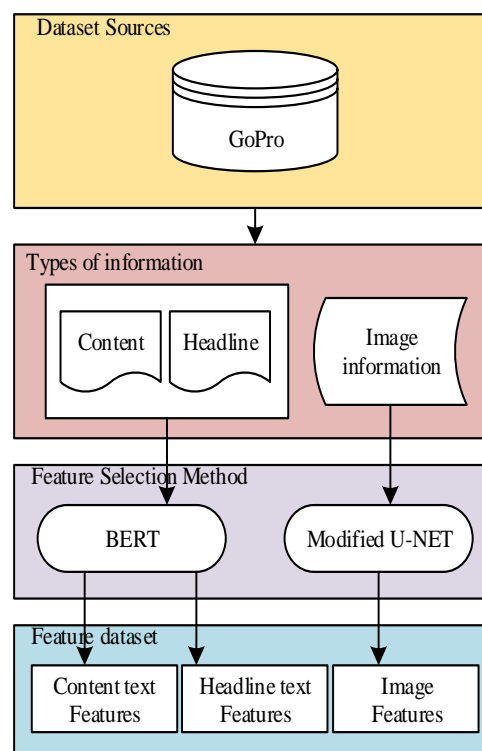 Dataset Sources
GoPro
Types of information
Content
Headline
Image
information
Feature Selection Method
BERT
Modified U-NET
Feature dataset
Content text
Features
Headline text
Features
Image
Features